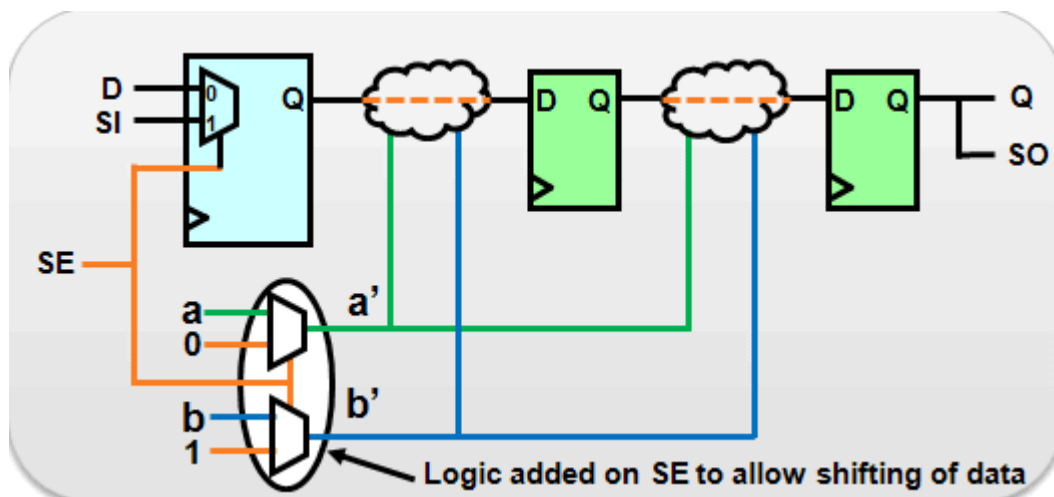 D
SI
0
1
Q
D
Q
D
Q
Q
SO
SE
a
0
a’
b
1
b’
Logic added on SE to allow shifting of data